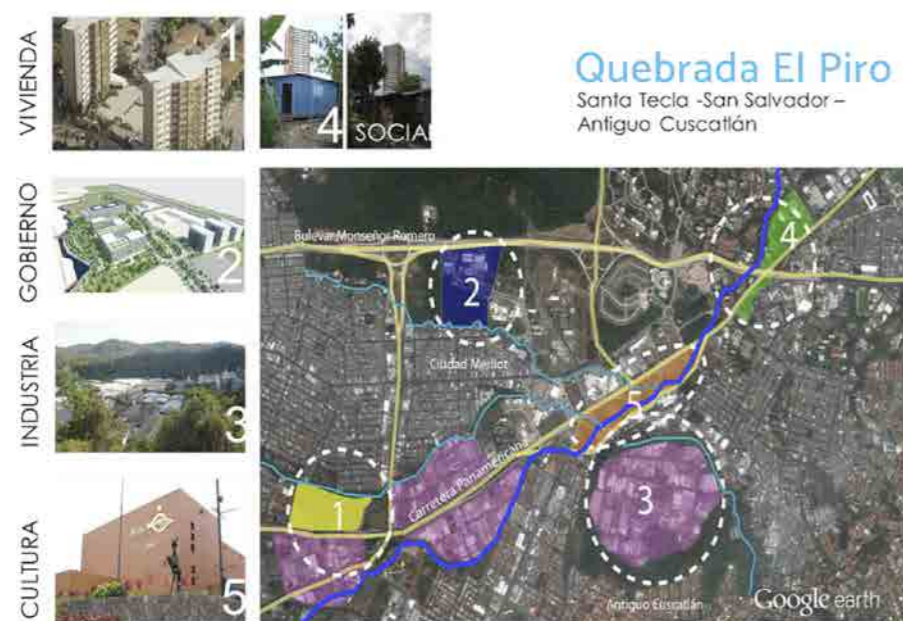 VIVIENDA
1
4
SOCIAL
Quebrada El Piro
Santa Tecla -San Salvador –
Antiguo Cuscatlán
GOBIERNO
2
INDUSTRIA
3
CULTURA
5
Bulevar Monseñor Romero
2
4
Ciudad Merliot
5
Carretera Panamericana
3
1
Antiguo Cuscatlán
Google earth